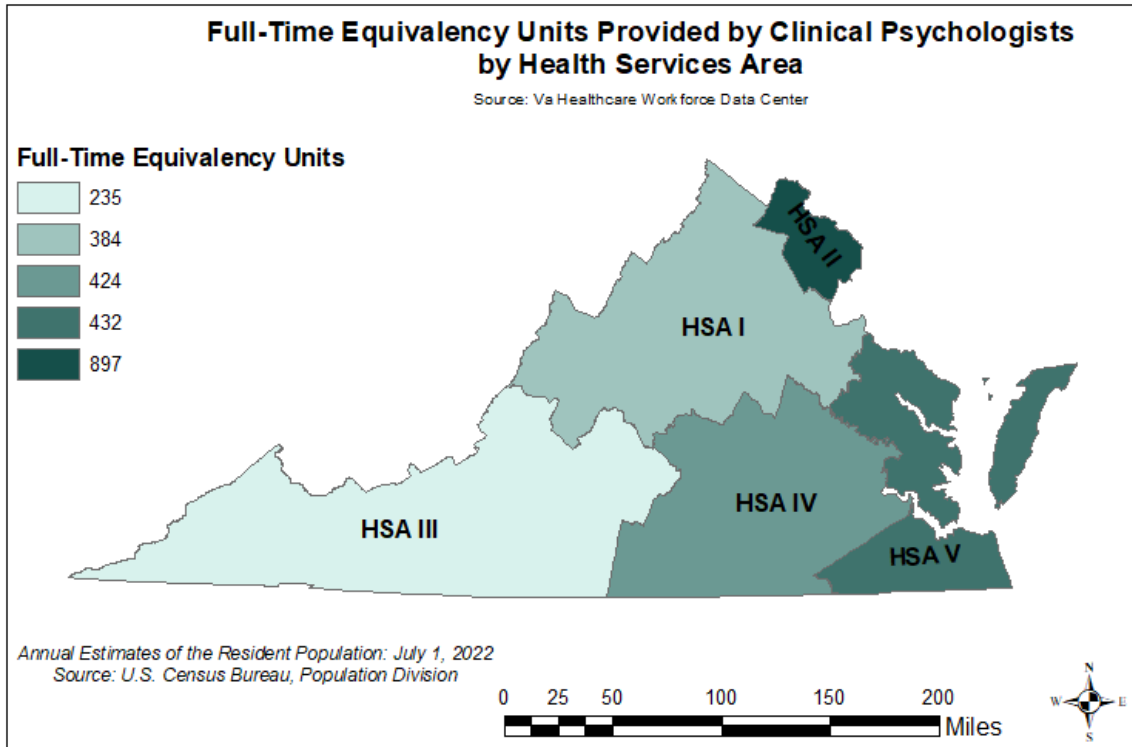 Full-Time Equivalency Units Provided by Clinical Psychologists
by Health Services Area
Source: Va Healthcare Workforce Data Center
Full-Time Equivalency Units
235
384
424
432
897
HSA II
HSA I
HSA III
HSA IV
HSA V
Annual Estimates of the Resident Population: July 1, 2022
Source: U.S. Census Bureau, Population Division
0 25 50 100 150 200
Miles
N
W E
S